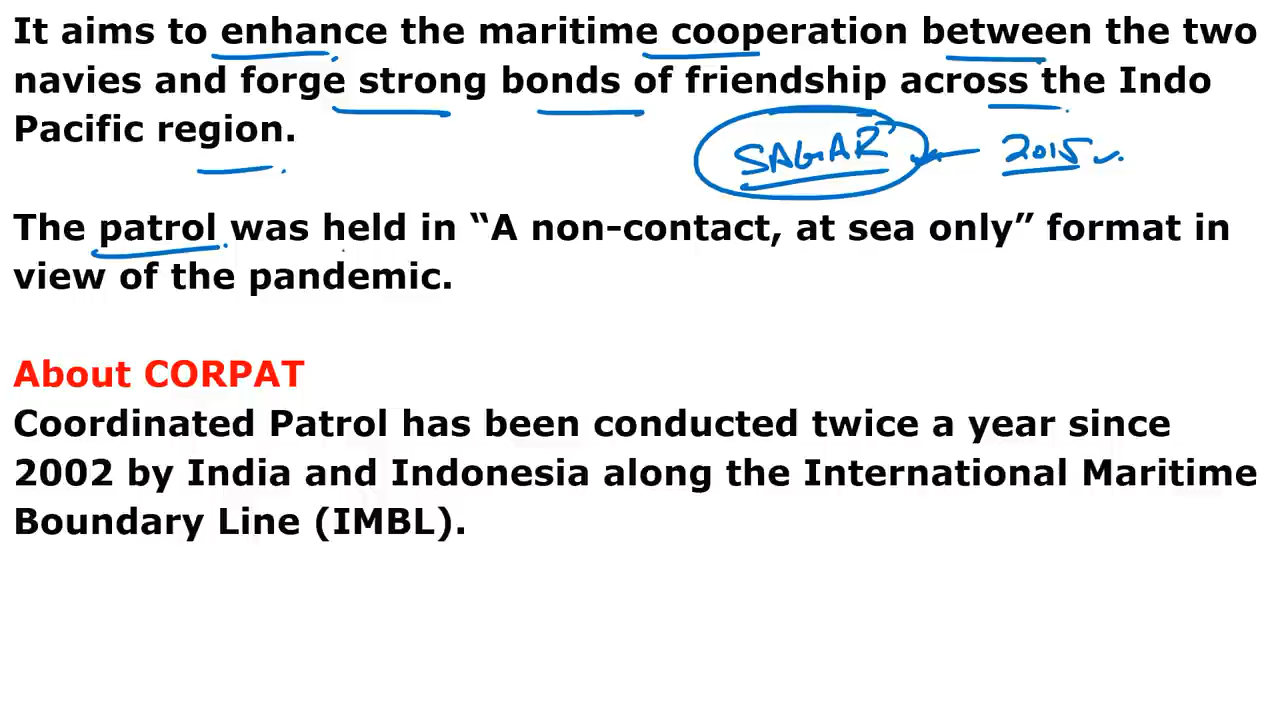 It aims to enhance the maritime cooperation between the two
navies and forge strong bonds of friendship across the Indo
Pacific region.
SAGAR 2015
The patrol was held in “A non-contact, at sea only” format in
view of the pandemic.
About CORPAT
Coordinated Patrol has been conducted twice a year since
2002 by India and Indonesia along the International Maritime
Boundary Line (IMBL).